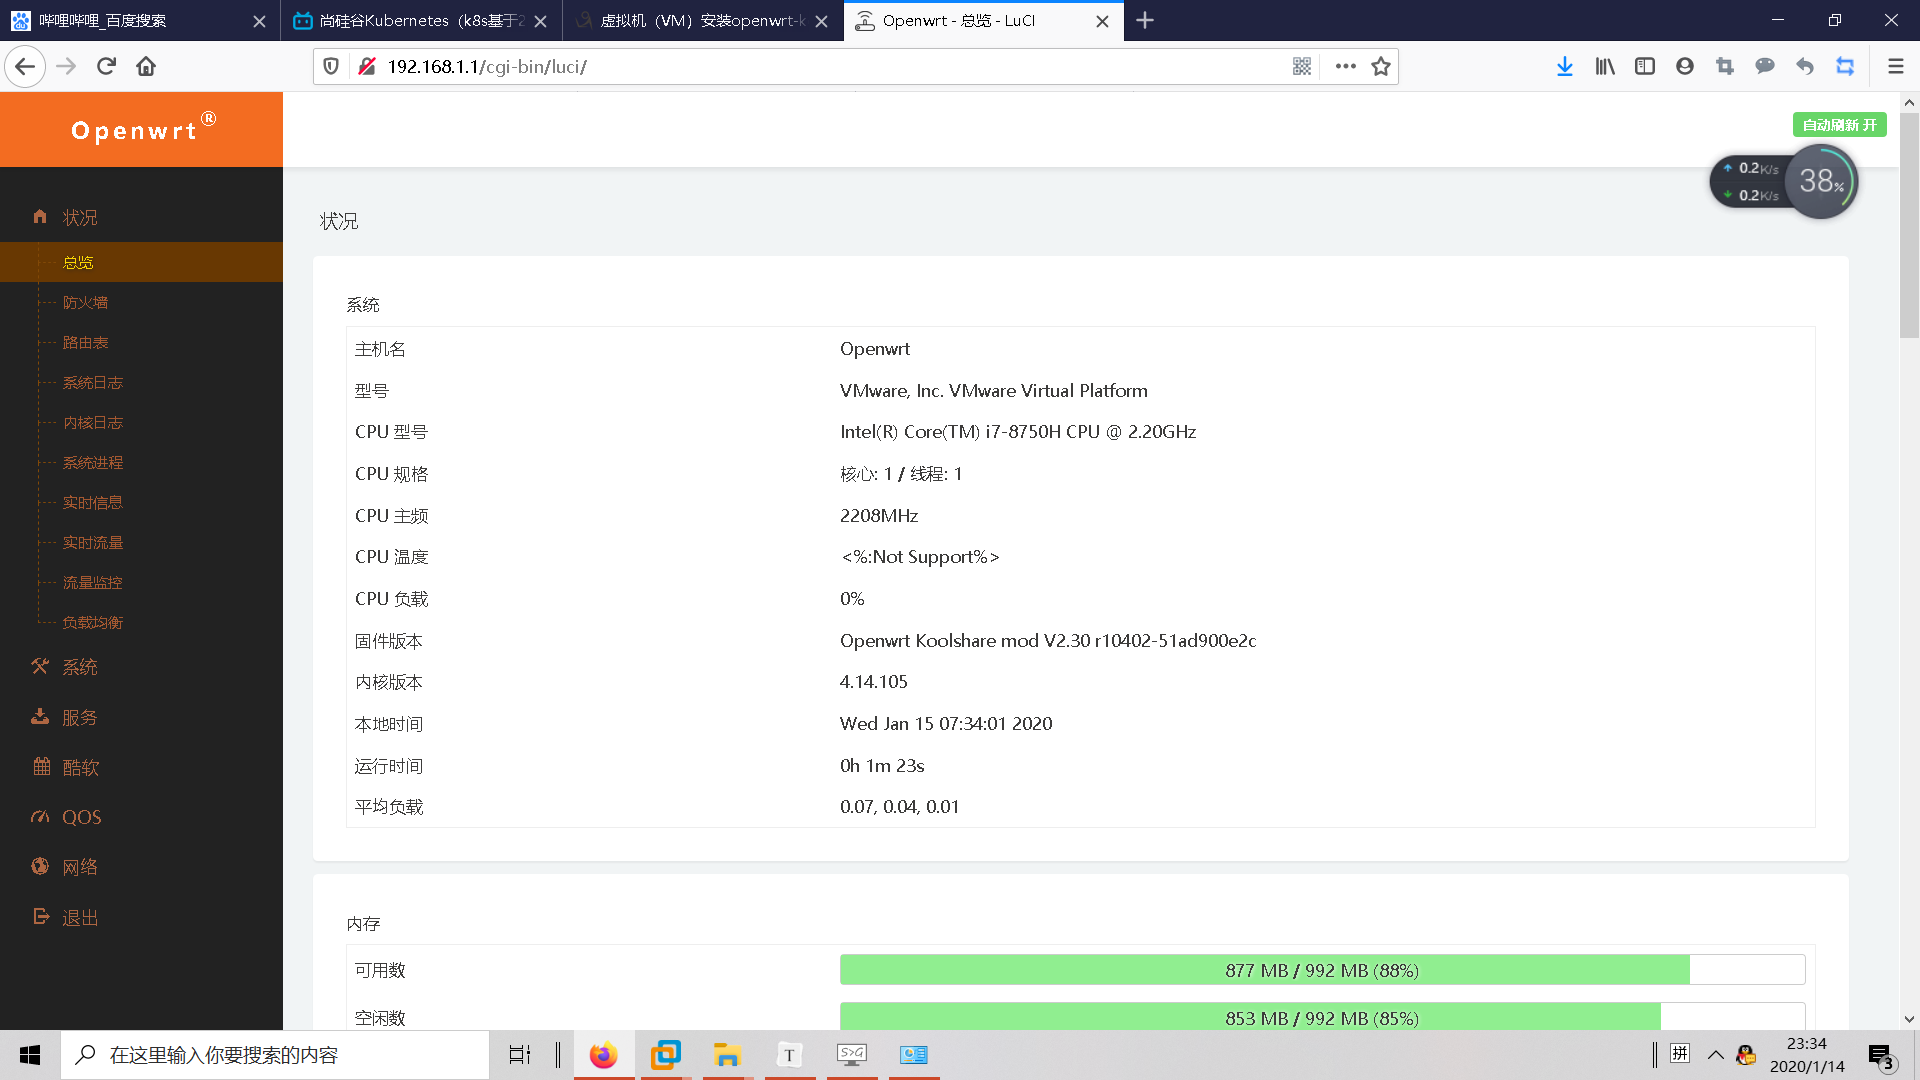 哔哩哔哩_百度搜索
尚硅谷Kubernetes（k8s基于2
虚拟机（VM）安装openwrt-k
Openwrt - 总览 - LuCI
192.168.1.1/cgi-bin/luci/
Openwrt®
自动刷新 开
0.2K/s
0.2K/s
38%
状况
总览
防火墙
路由表
系统日志
内核日志
系统进程
实时信息
实时流量
流量监控
负载均衡
系统
服务
酷软
QOS
网络
退出
状况
系统
主机名 Openwrt
型号 VMware, Inc. VMware Virtual Platform
CPU 型号 Intel(R) Core(TM) i7-8750H CPU @ 2.20GHz
CPU 规格 核心: 1 / 线程: 1
CPU 主频 2208MHz
CPU 温度 <%:Not Support%>
CPU 负载 0%
固件版本 Openwrt Koolshare mod V2.30 r10402-51ad900e2c
内核版本 4.14.105
本地时间 Wed Jan 15 07:34:01 2020
运行时间 0h 1m 23s
平均负载 0.07, 0.04, 0.01
内存
可用数 877 MB / 992 MB (88%)
空闲数 853 MB / 992 MB (85%)
在这里输入你要搜索的内容
T
S>G
拼
23:34
2020/1/14
3